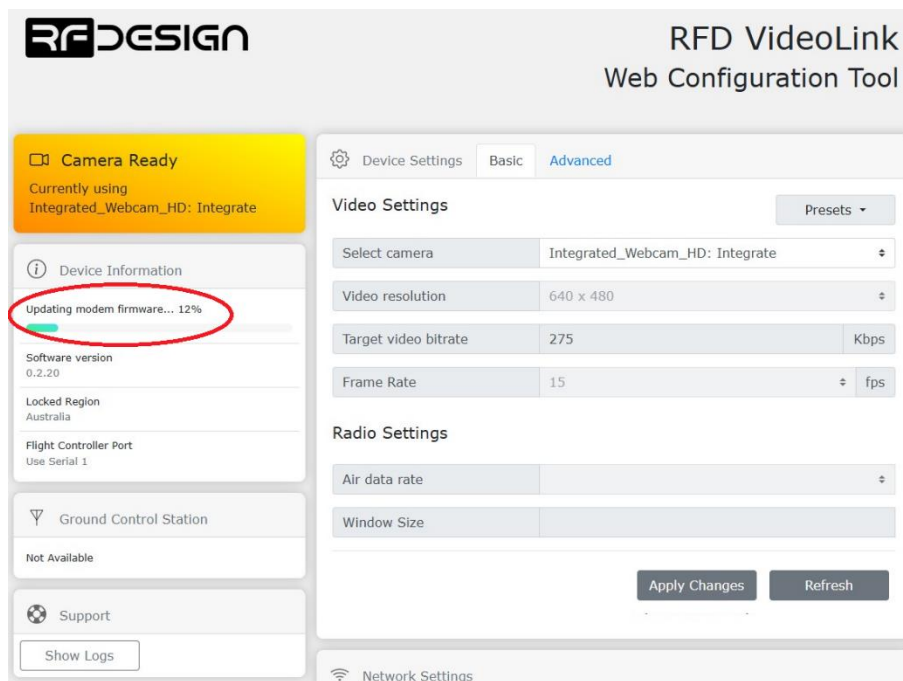 RFDESIGN
RFD VideoLink
Web Configuration Tool
Camera Ready
Currently using
Integrated_Webcam_HD: Integrate
Device Information
Updating modem firmware... 12%
Software version
0.2.20
Locked Region
Australia
Flight Controller Port
Use Serial 1
Ground Control Station
Not Available
Support
Show Logs
Device Settings Basic Advanced
Video Settings
Presets
Select camera Integrated_Webcam_HD: Integrate
Video resolution 640 x 480
Target video bitrate 275 Kbps
Frame Rate 15 fps
Radio Settings
Air data rate
Window Size
Apply Changes Refresh
Network Settings